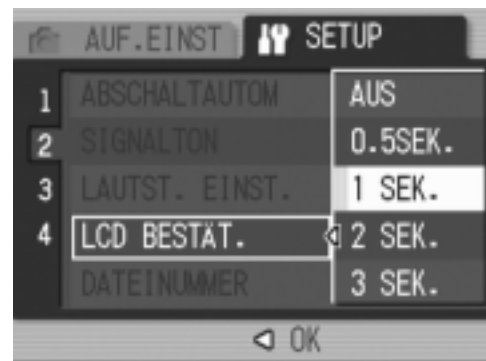 AUF.EINST SETUP
1 ABSCHALTAUTOM AUS
2 SIGNALTON 0.5SEK.
3 LAUTST. EINST. 1 SEK.
4 LCD BESTÄT. 2 SEK.
DATEINUMMER 3 SEK.
OK